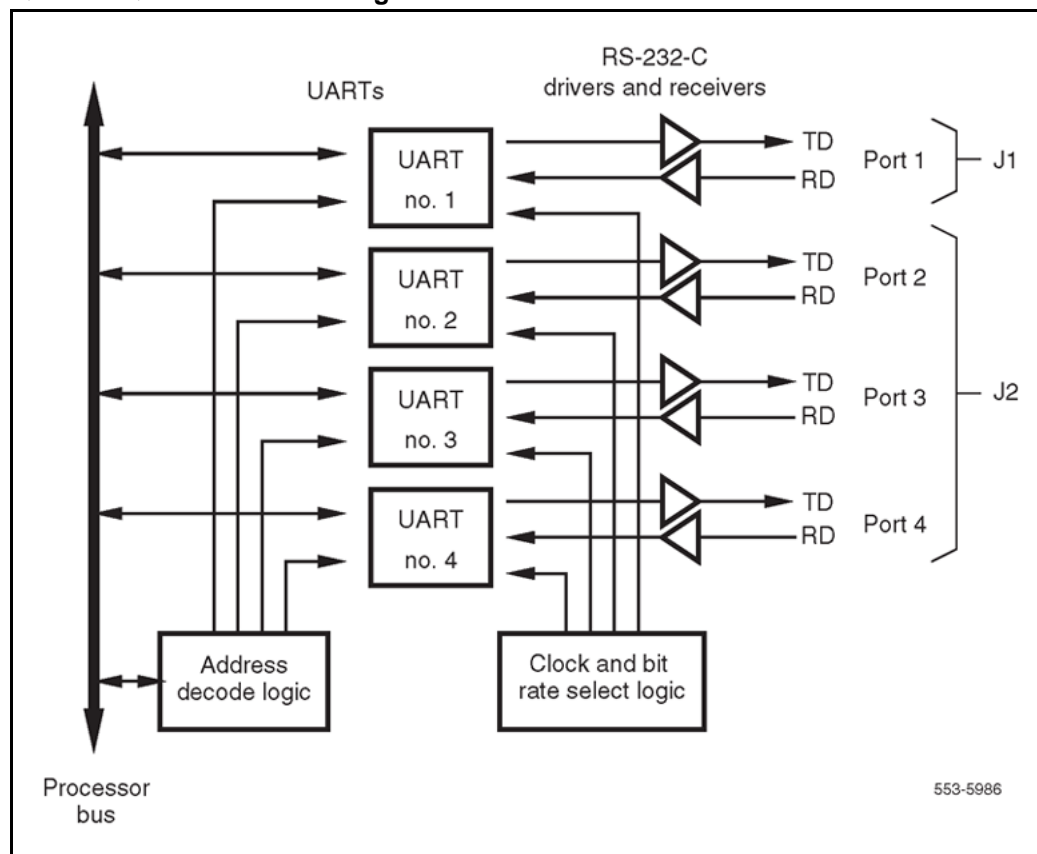 RS-232-C
drivers and receivers
UARTs
UART
no. 1
TD
RD
Port 1
J1
UART
no. 2
TD
RD
Port 2
UART
no. 3
TD
RD
Port 3
J2
UART
no. 4
TD
RD
Port 4
Address
decode logic
Clock and bit
rate select logic
Processor
bus
553-5986